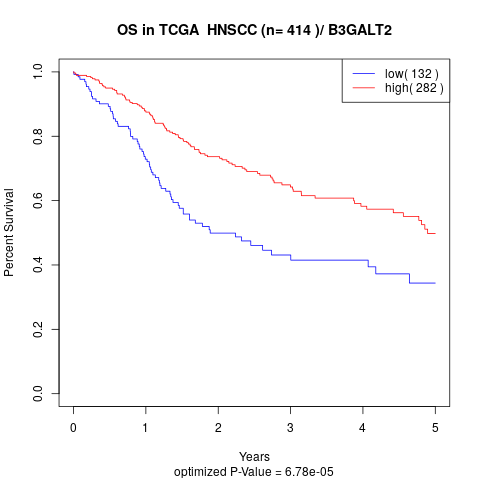 OS in TCGA  HNSCC (n= 414 )/ B3GALT2
low( 132 )
high( 282 )
Percent Survival
1.0
0.8
0.6
0.4
0.2
0.0
0 1 2 3 4 5
Years
optimized P-Value = 6.78e-05